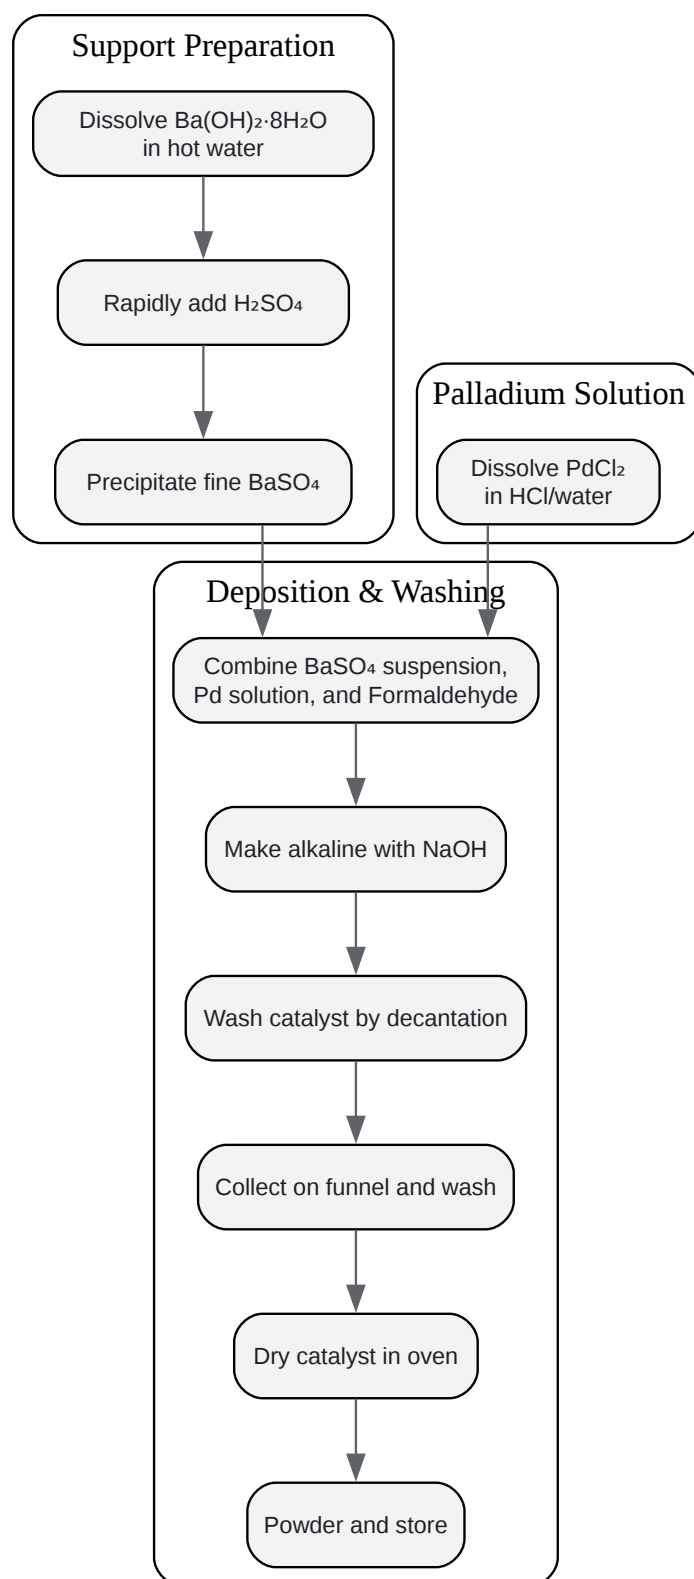 Support Preparation
Dissolve Ba(OH)₂·8H₂O
in hot water
Rapidly add H₂SO₄
Precipitate fine BaSO₄
Palladium Solution
Dissolve PdCl₂
in HCl/water
Deposition & Washing
Combine BaSO₄ suspension,
Pd solution, and Formaldehyde
Make alkaline with NaOH
Wash catalyst by decantation
Collect on funnel and wash
Dry catalyst in oven
Powder and store